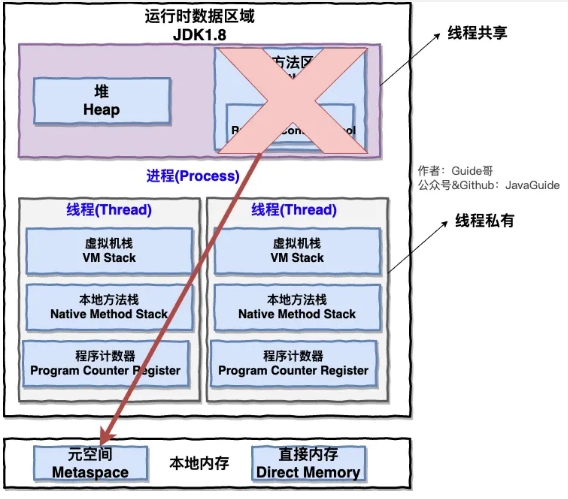 运行时数据区域
JDK1.8
线程共享
堆
Heap
方法区
进程(Process)
作者：Guide哥
公众号&Github：JavaGuide
线程(Thread)
线程(Thread)
线程私有
虚拟机栈
VM Stack
虚拟机栈
VM Stack
本地方法栈
Native Method Stack
本地方法栈
Native Method Stack
程序计数器
Program Counter Register
程序计数器
Program Counter Register
元空间
Metaspace
本地内存
直接内存
Direct Memory